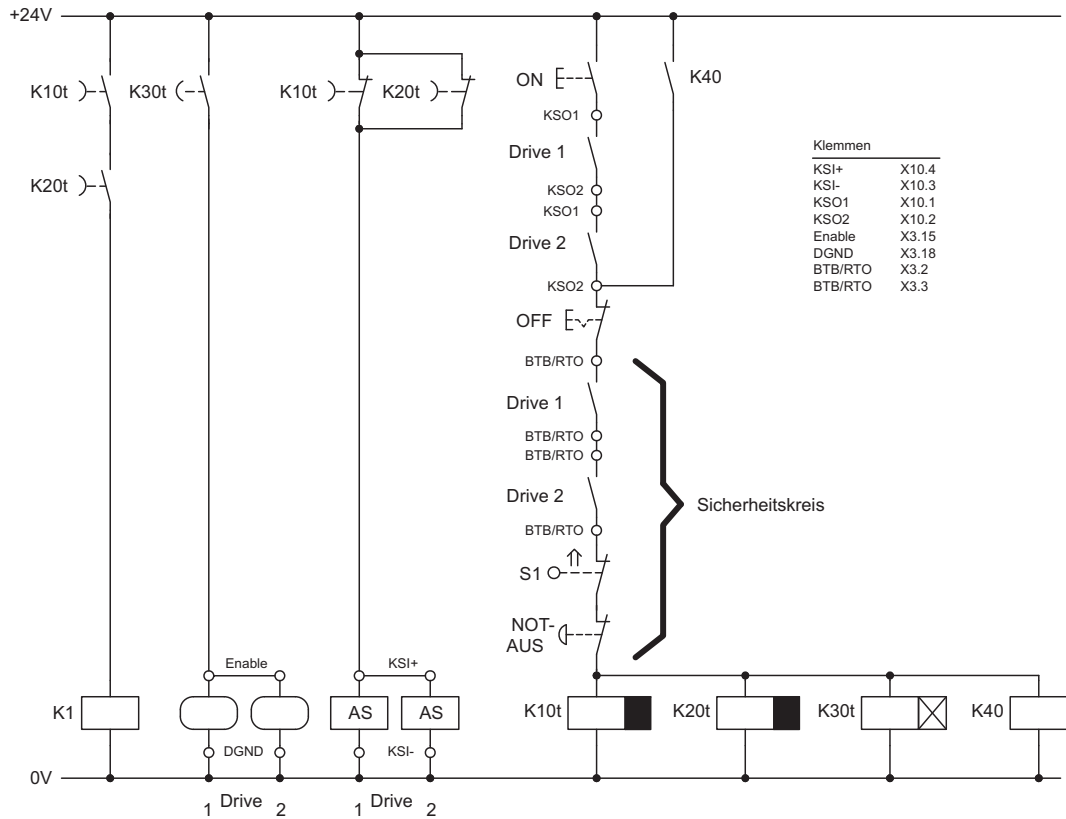 +24V
K10t
K30t
K10t
K20t
ON
K40
KSO1
Drive 1
KSO2
KSO1
Drive 2
KSO2
OFF
BTB/RTO
Drive 1
BTB/RTO
BTB/RTO
Drive 2
BTB/RTO
S1
NOT-
AUS
K20t
Klemmen
KSI+ X10.4
KSI- X10.3
KSO1 X10.1
KSO2 X10.2
Enable X3.15
DGND X3.18
BTB/RTO X3.2
BTB/RTO X3.3
Sicherheitskreis
Enable
KSI+
K1
AS
AS
K10t
K20t
K30t
K40
DGND
KSI-
0V
1 Drive 2
1 Drive 2